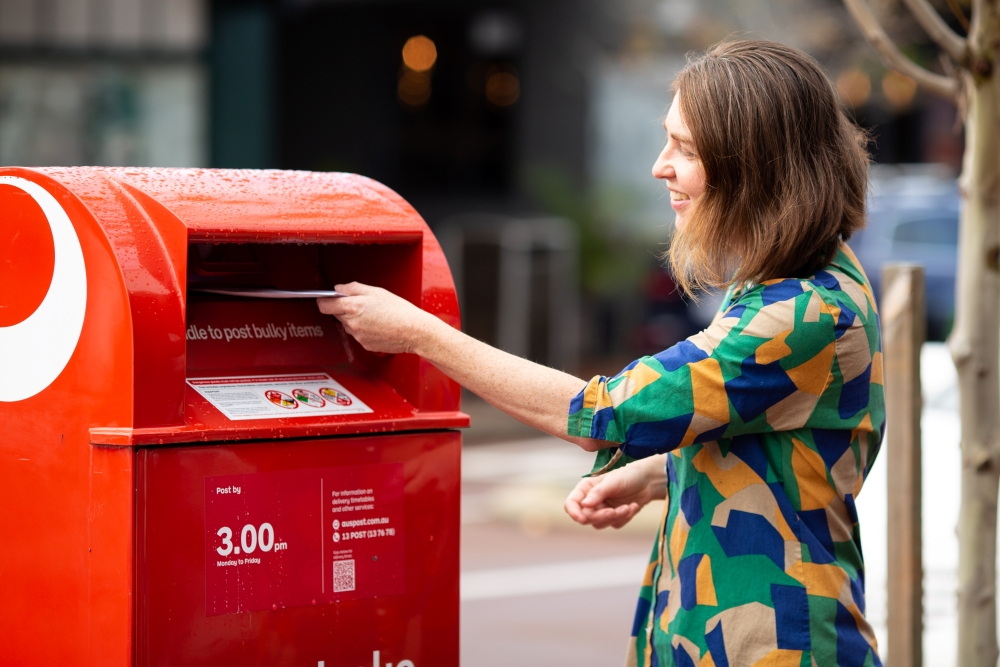 dle to post bulky items
Post by
3.00pm
Monday to Friday
For information on
delivery timetables
and other services:
auspost.com.au
13 POST (13 76 78)